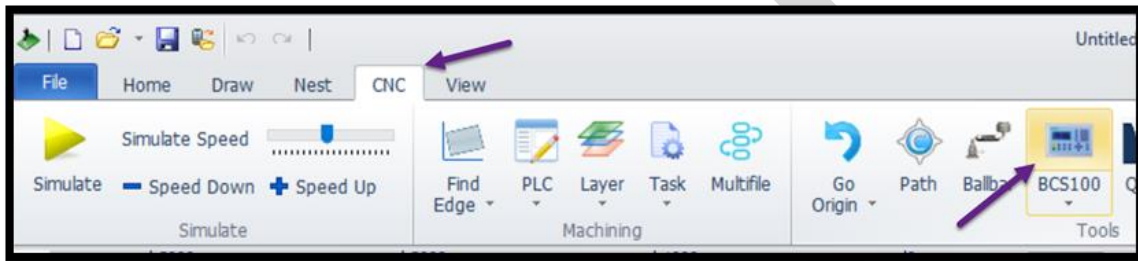 Untitled
File Home Draw Nest CNC View
Simulate Speed
Simulate Speed Down Speed Up Find Edge PLC Layer Task Multifile Go Origin Path Ballba BCS100 Q
Simulate Machining Tools